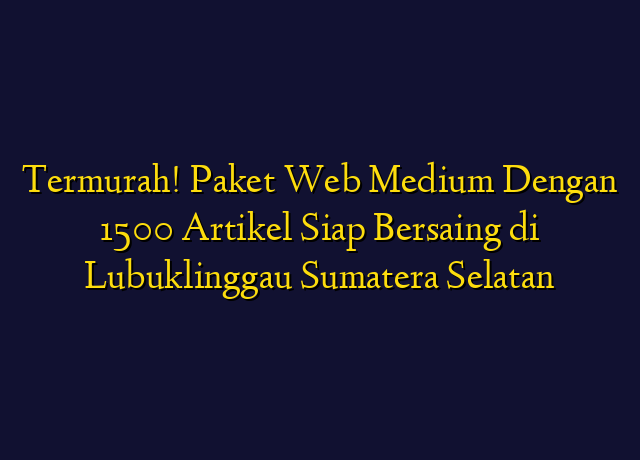 Termurah! Paket Web Medium Dengan
1500 Artikel Siap Bersaing di
Lubuklinggau Sumatera Selatan